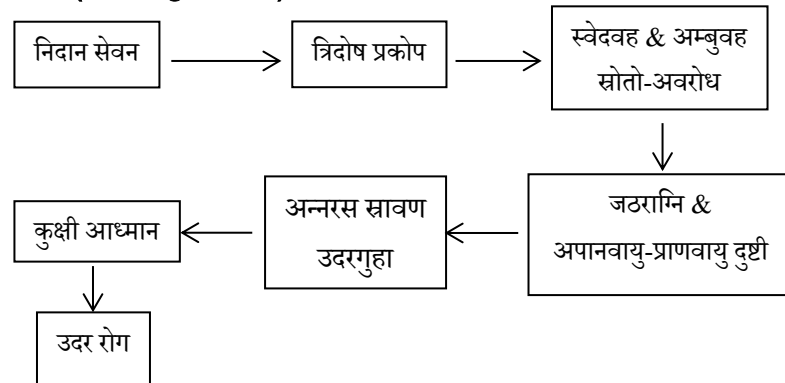 निदान सेवन
त्रिदोष प्रकोप
स्वेदवह & अम्बुवह
स्रोतो-अवरोध
जठराग्नि &
अपानवायु-प्राणवायु दुष्टी
अन्नरस स्रावण
उदरगुहा
कुक्षी आध्मान
उदर रोग